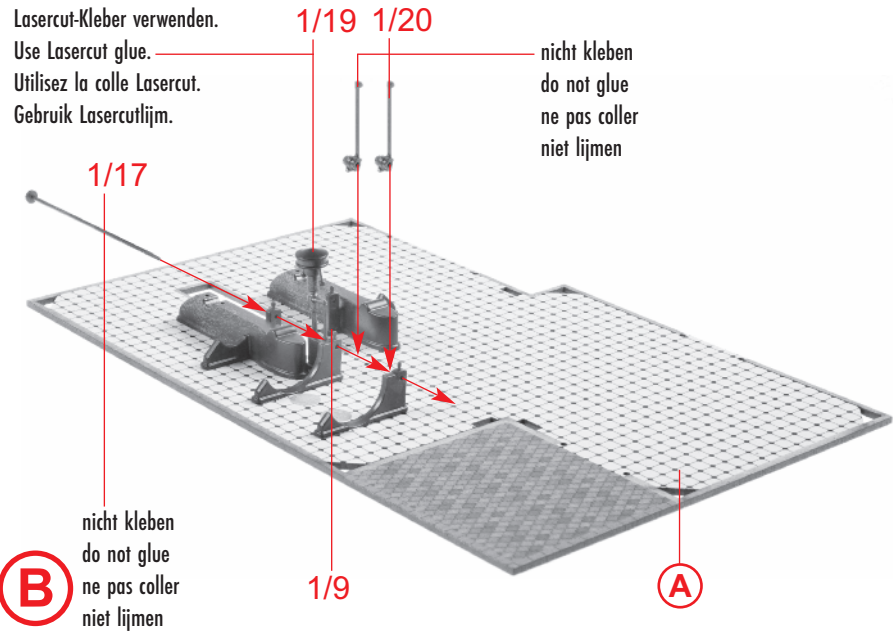 Lasercut-Kleber verwenden.
Use Lasercut glue.
Utilisez la colle Lasercut.
Gebruik Lasercutlijm.
1/19
1/20
nicht kleben
do not glue
ne pas coller
niet lijmen
1/17
nicht kleben
do not glue
ne pas coller
niet lijmen
B
1/9
A